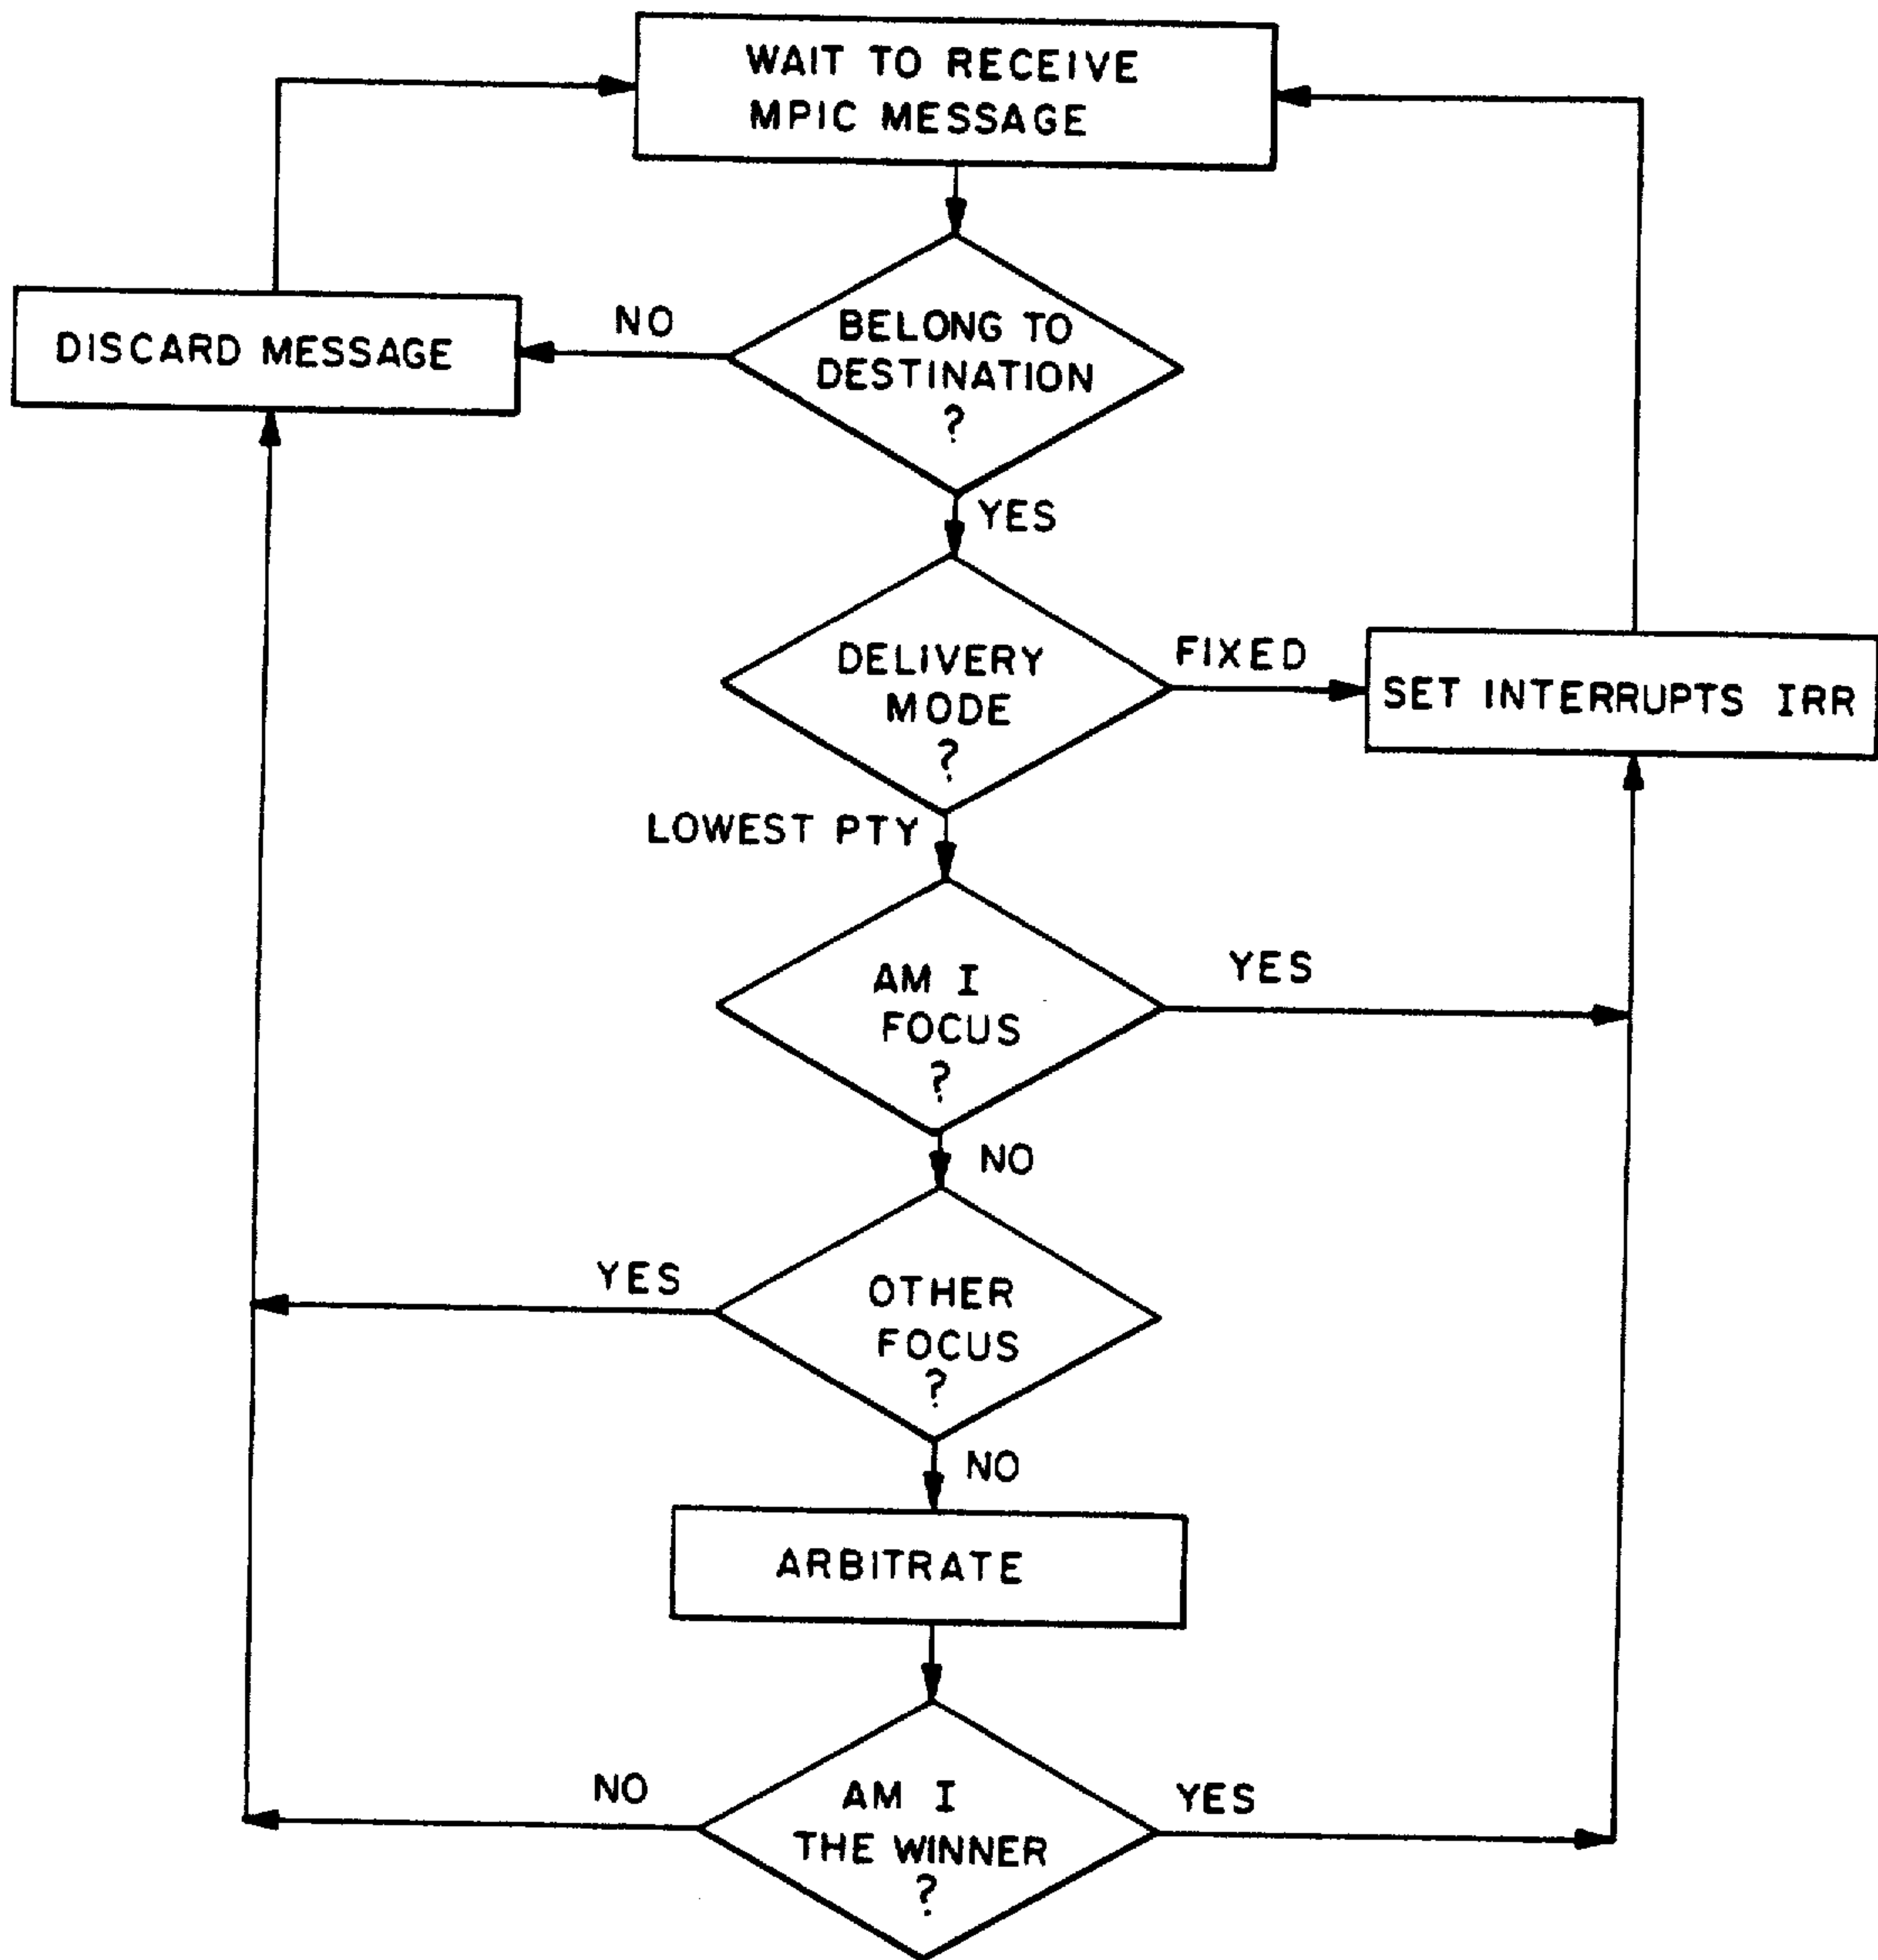 WAIT TO RECEIVE
MPIC MESSAGE
DISCARD MESSAGE
NO
BELONG TO
DESTINATION
?
YES
DELIVERY
MODE
?
FIXED
SET INTERRUPTS IRR
LOWEST PTY
AM I
FOCUS
?
YES
NO
YES
OTHER
FOCUS
?
NO
ARBITRATE
NO
AM I
THE WINNER
?
YES